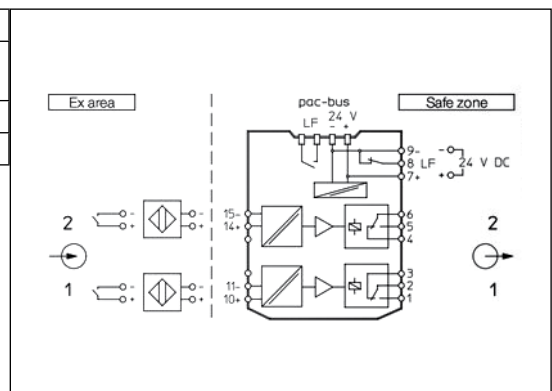 Ex area
pac-bus
Safe zone
LF 24 V
- +
9- -
8 LF 24 V DC
7+ +
2 - - 15- 6 2
+ + 14+ 5
4
1 - - 11- 3 1
+ + 10+ 2
1